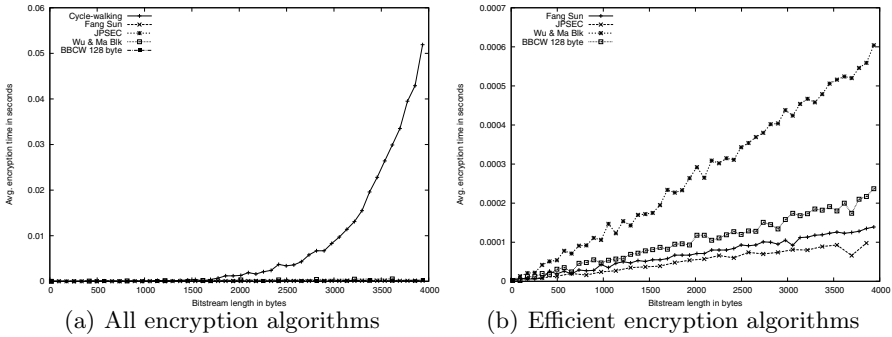 Avg. encryption time in seconds
0.06
0.05
0.04
0.03
0.02
0.01
0
Cycle-walking
Fang Sun
JPSEC
Wu & Ma Blk
BBCW 128 byte
0 500 1000 1500 2000 2500 3000 3500 4000
Bitstream length in bytes
(a) All encryption algorithms
Avg. encryption time in seconds
0.0007
0.0006
0.0005
0.0004
0.0003
0.0002
0.0001
0
Fang Sun
JPSEC
Wu & Ma Blk
BBCW 128 byte
0 500 1000 1500 2000 2500 3000 3500 4000
Bitstream length in bytes
(b) Efficient encryption algorithms